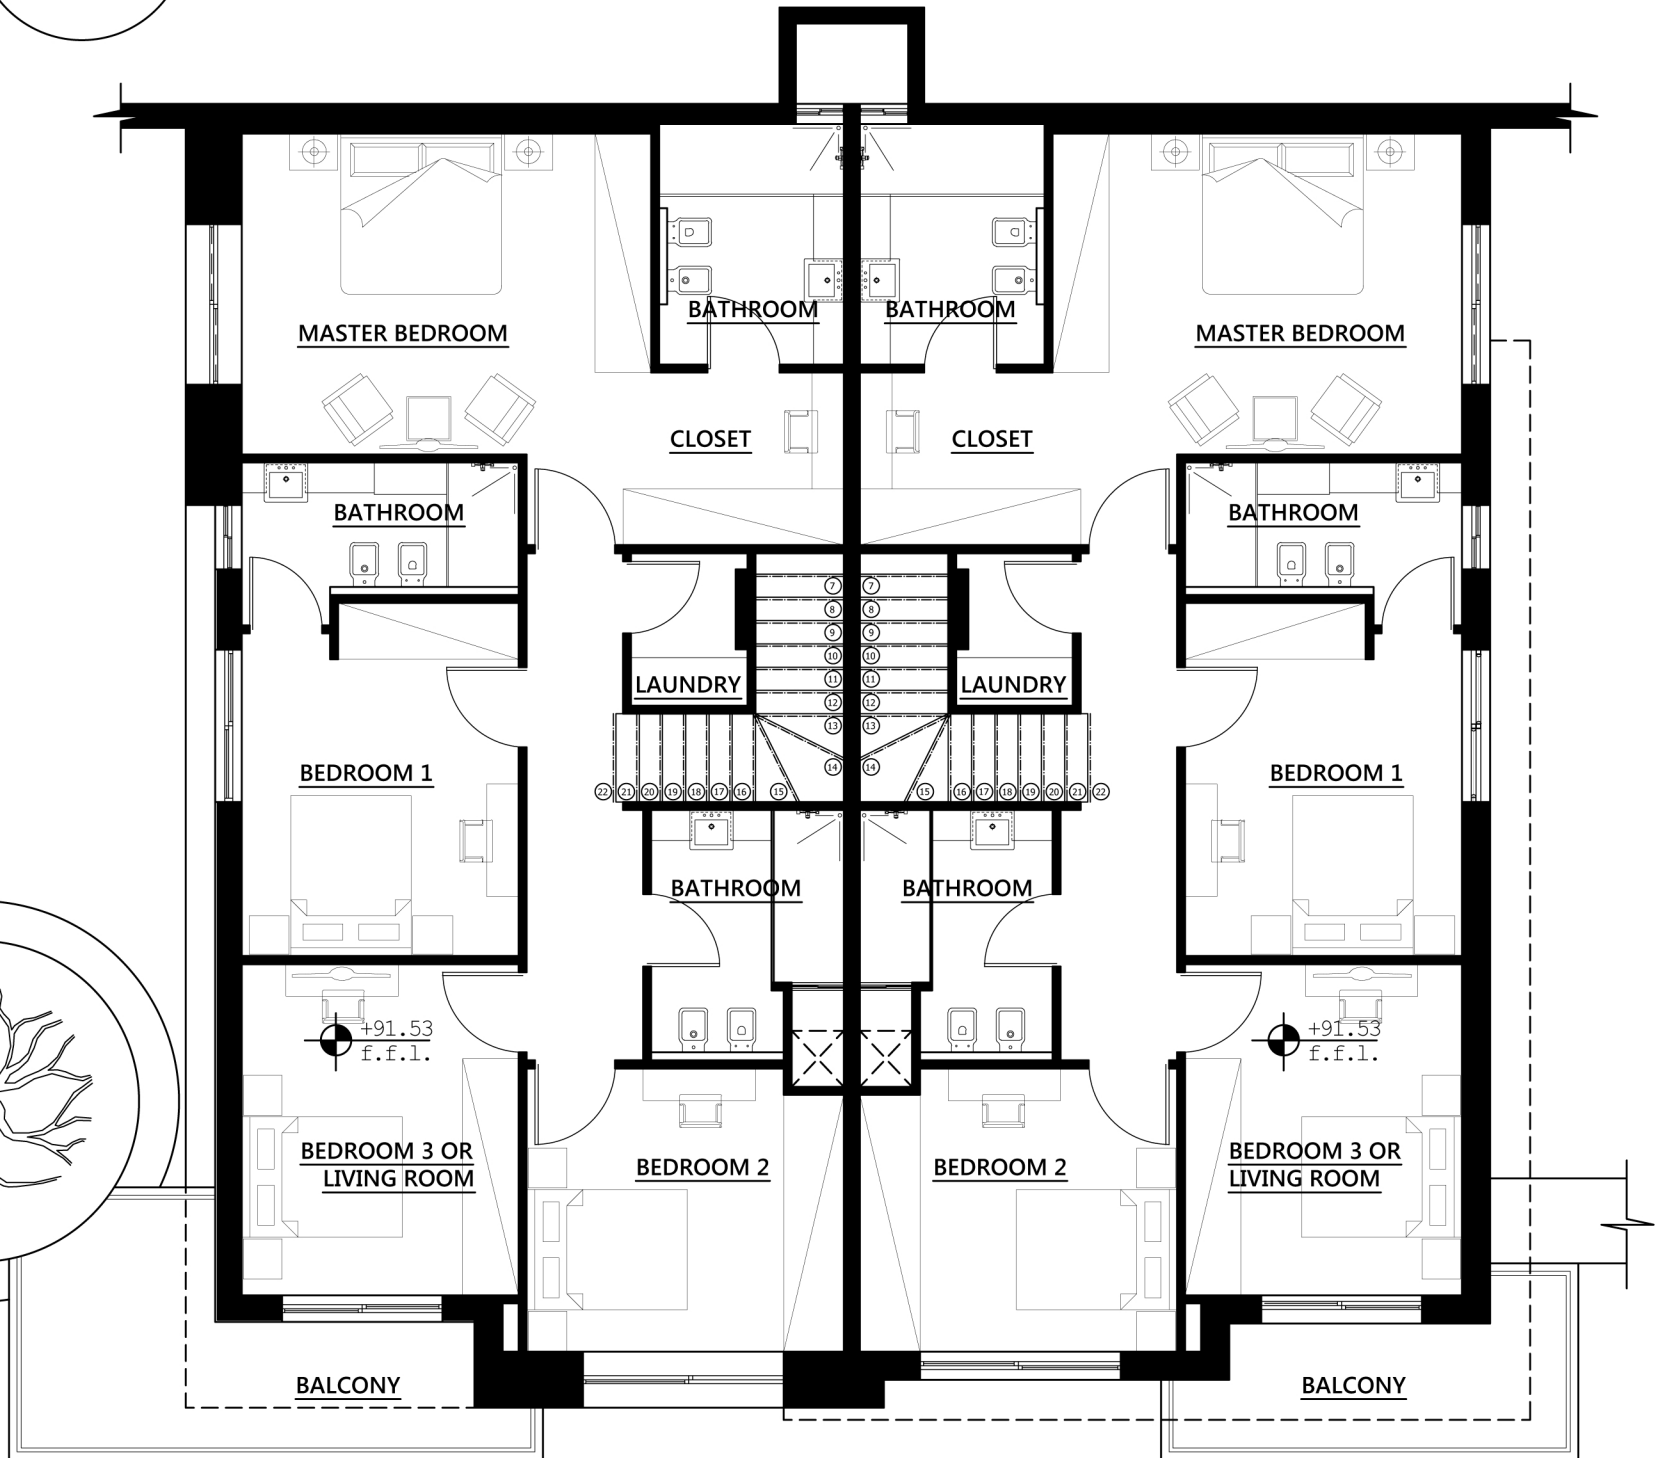 BATHROOM
BATHROOM
MASTER BEDROOM
MASTER BEDROOM
CLOSET
CLOSET
BATHROOM
BATHROOM
7
7
8
8
9
9
10
10
11
11
12
12
13
13
14
14
LAUNDRY
LAUNDRY
BEDROOM 1
BEDROOM 1
22 21 20 19 18 17 16 15
15 16 17 18 19 20 21 22
BATHROOM
BATHROOM
+91.53
f.f.l.
+91.53
f.f.l.
BEDROOM 3 OR
LIVING ROOM
BEDROOM 2
BEDROOM 2
BEDROOM 3 OR
LIVING ROOM
BALCONY
BALCONY